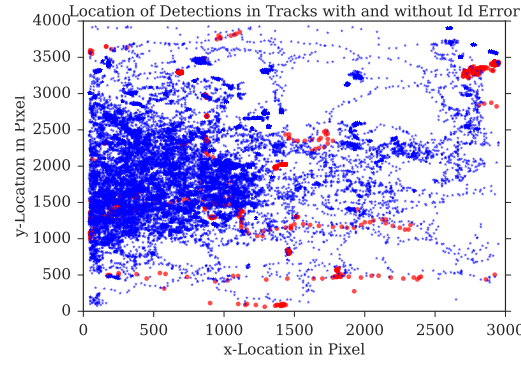 Location of Detections in Tracks with and without Id Error
4000
3500
3000
2500
2000
1500
1000
500
0
y-Location in Pixel
0 500 1000 1500 2000 2500 3000
x-Location in Pixel